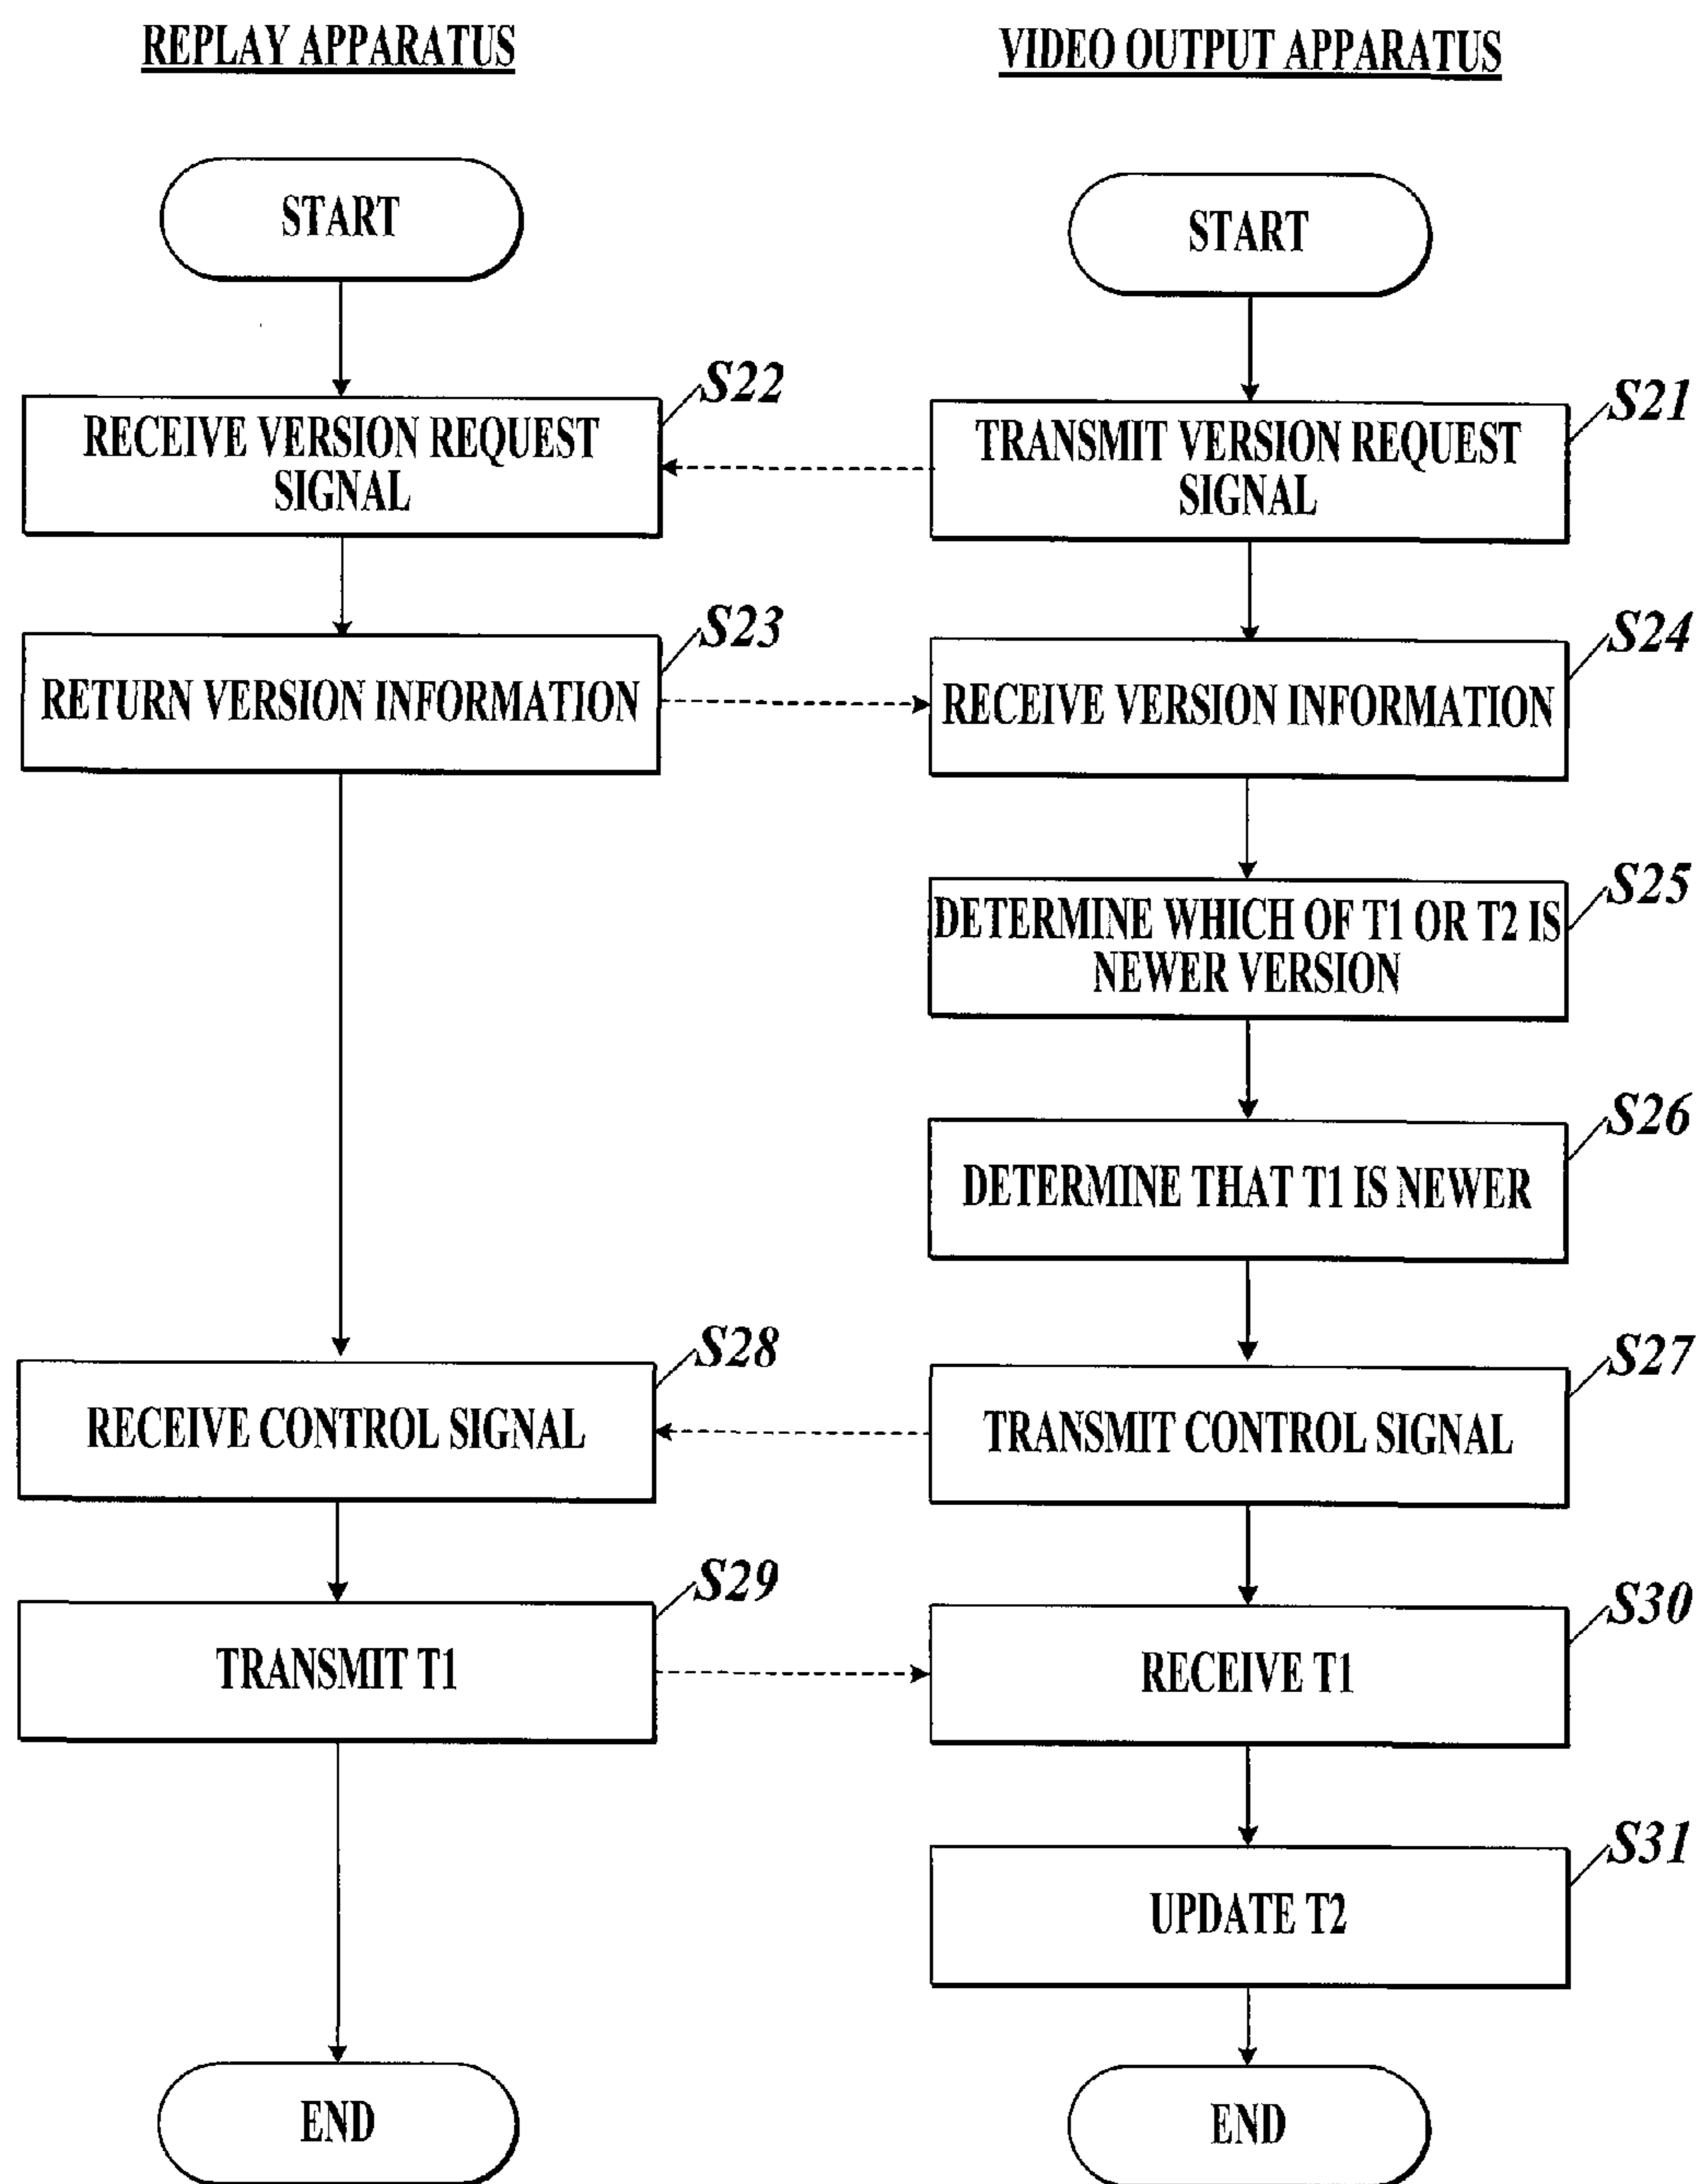 REPLAY APPARATUS
VIDEO OUTPUT APPARATUS
START
START
S22
RECEIVE VERSION REQUEST
SIGNAL
S21
TRANSMIT VERSION REQUEST
SIGNAL
S23
RETURN VERSION INFORMATION
S24
RECEIVE VERSION INFORMATION
S25
DETERMINE WHICH OF T1 OR T2 IS
NEWER VERSION
S26
DETERMINE THAT T1 IS NEWER
S28
RECEIVE CONTROL SIGNAL
S27
TRANSMIT CONTROL SIGNAL
S29
TRANSMIT T1
S30
RECEIVE T1
S31
UPDATE T2
END
END